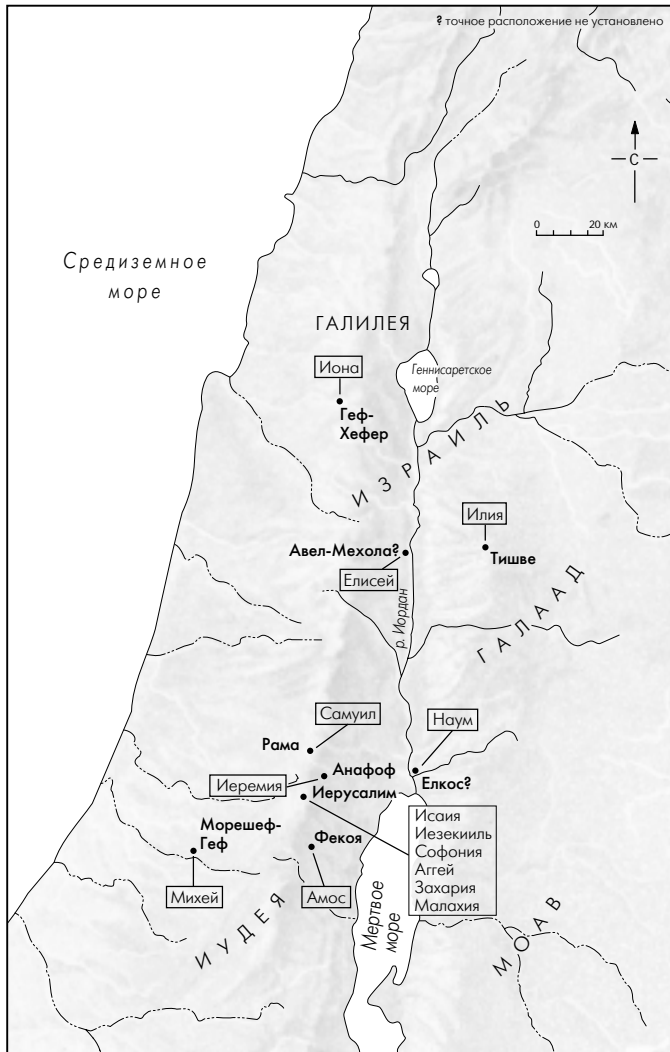 ? точное расположение не установлено
С
0 20 км
Средиземное
море
ГАЛИЛЕЯ
Иона
Геннисаретское
море
Геф-
Хефер
ИЗРАИЛЬ
Илия
Авел-Мехола?
Тишве
Елисей
р. Иордан
ГАЛААД
Самуил
Наум
Рама
Анафоф
Елкос?
Иеремия
Иерусалим
Исаия
Иезекииль
Софония
Аггей
Захария
Малахия
Морешеф-
Геф
Фекоя
Михей
Амос
ИУДЕЯ
Мертвое
море
МОАВ